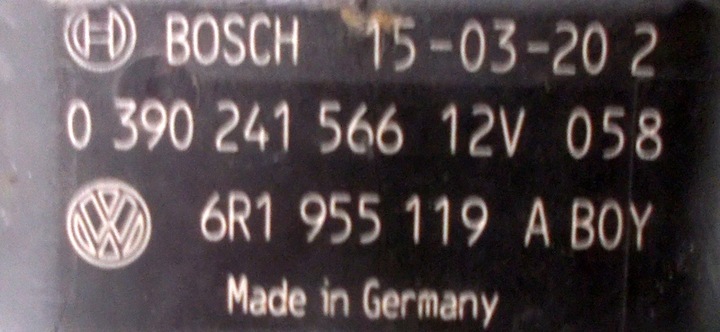 BOSCH 15-03-20 2
0 390 241 566 12V 058
6R1 955 119 A BOY
Made in Germany